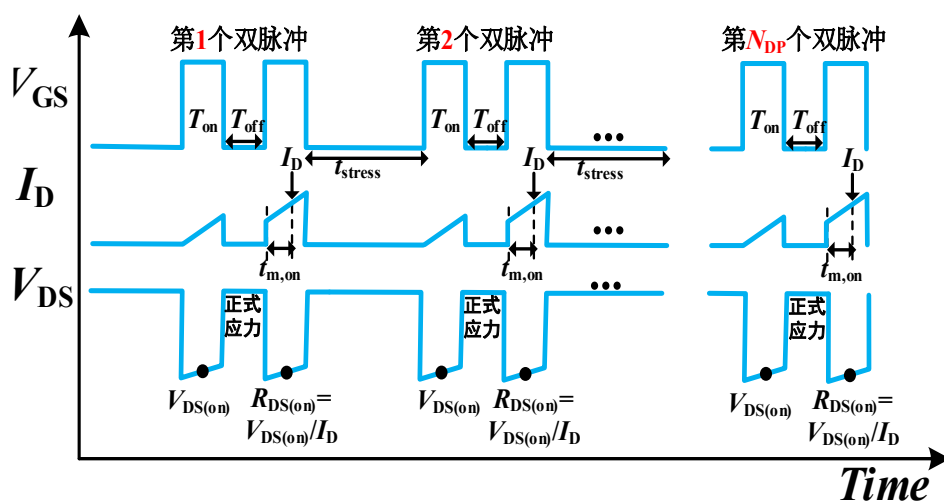 第1个双脉冲 第2个双脉冲 第NDP个双脉冲
VGS
Ton Toff Ton Toff Ton Toff
ID ID ID
tstress tstress
ID
tm,on tm,on tm,on
VDS
正式 正式 正式
应力 应力 应力
VDS(on) RDS(on)= VDS(on) RDS(on)= VDS(on) RDS(on)=
VDS(on)/ID VDS(on)/ID VDS(on)/ID
Time